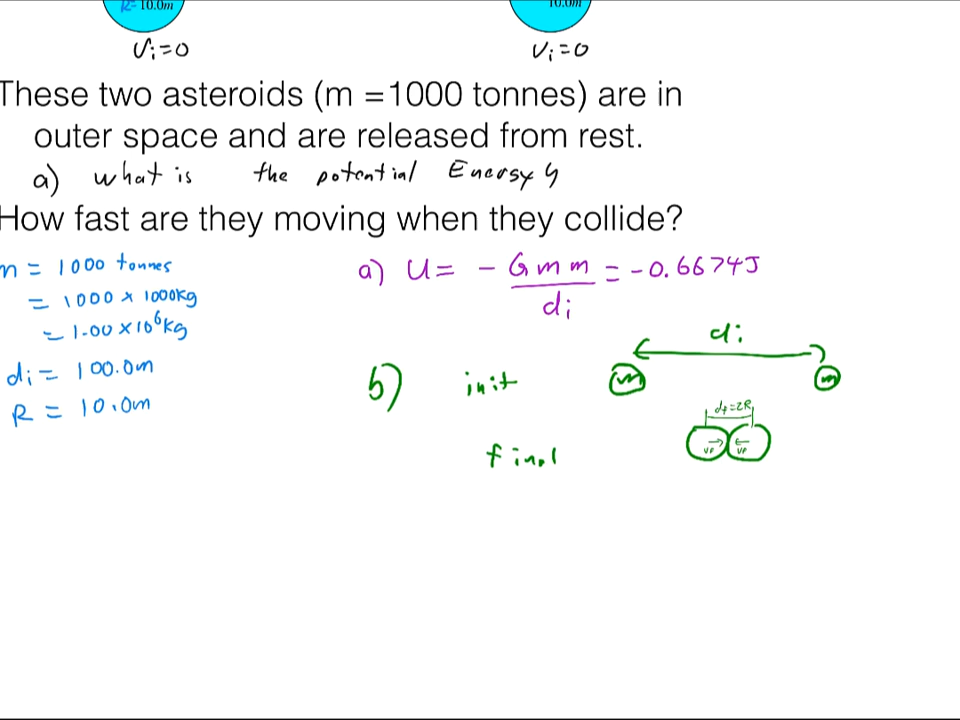 R= 10.0m 10.0m
Vi=0 Vi=0
These two asteroids (m =1000 tonnes) are in
outer space and are released from rest.
a) what is the potential Energy
How fast are they moving when they collide?
m = 1000 tonnes
= 1000 x 1000kg
= 1.00 x 10⁶kg
di = 100.0m
R = 10.0m
a) U = - Gmm/di = -0.6674J
di
b) init m m
df=2R
final vf vf